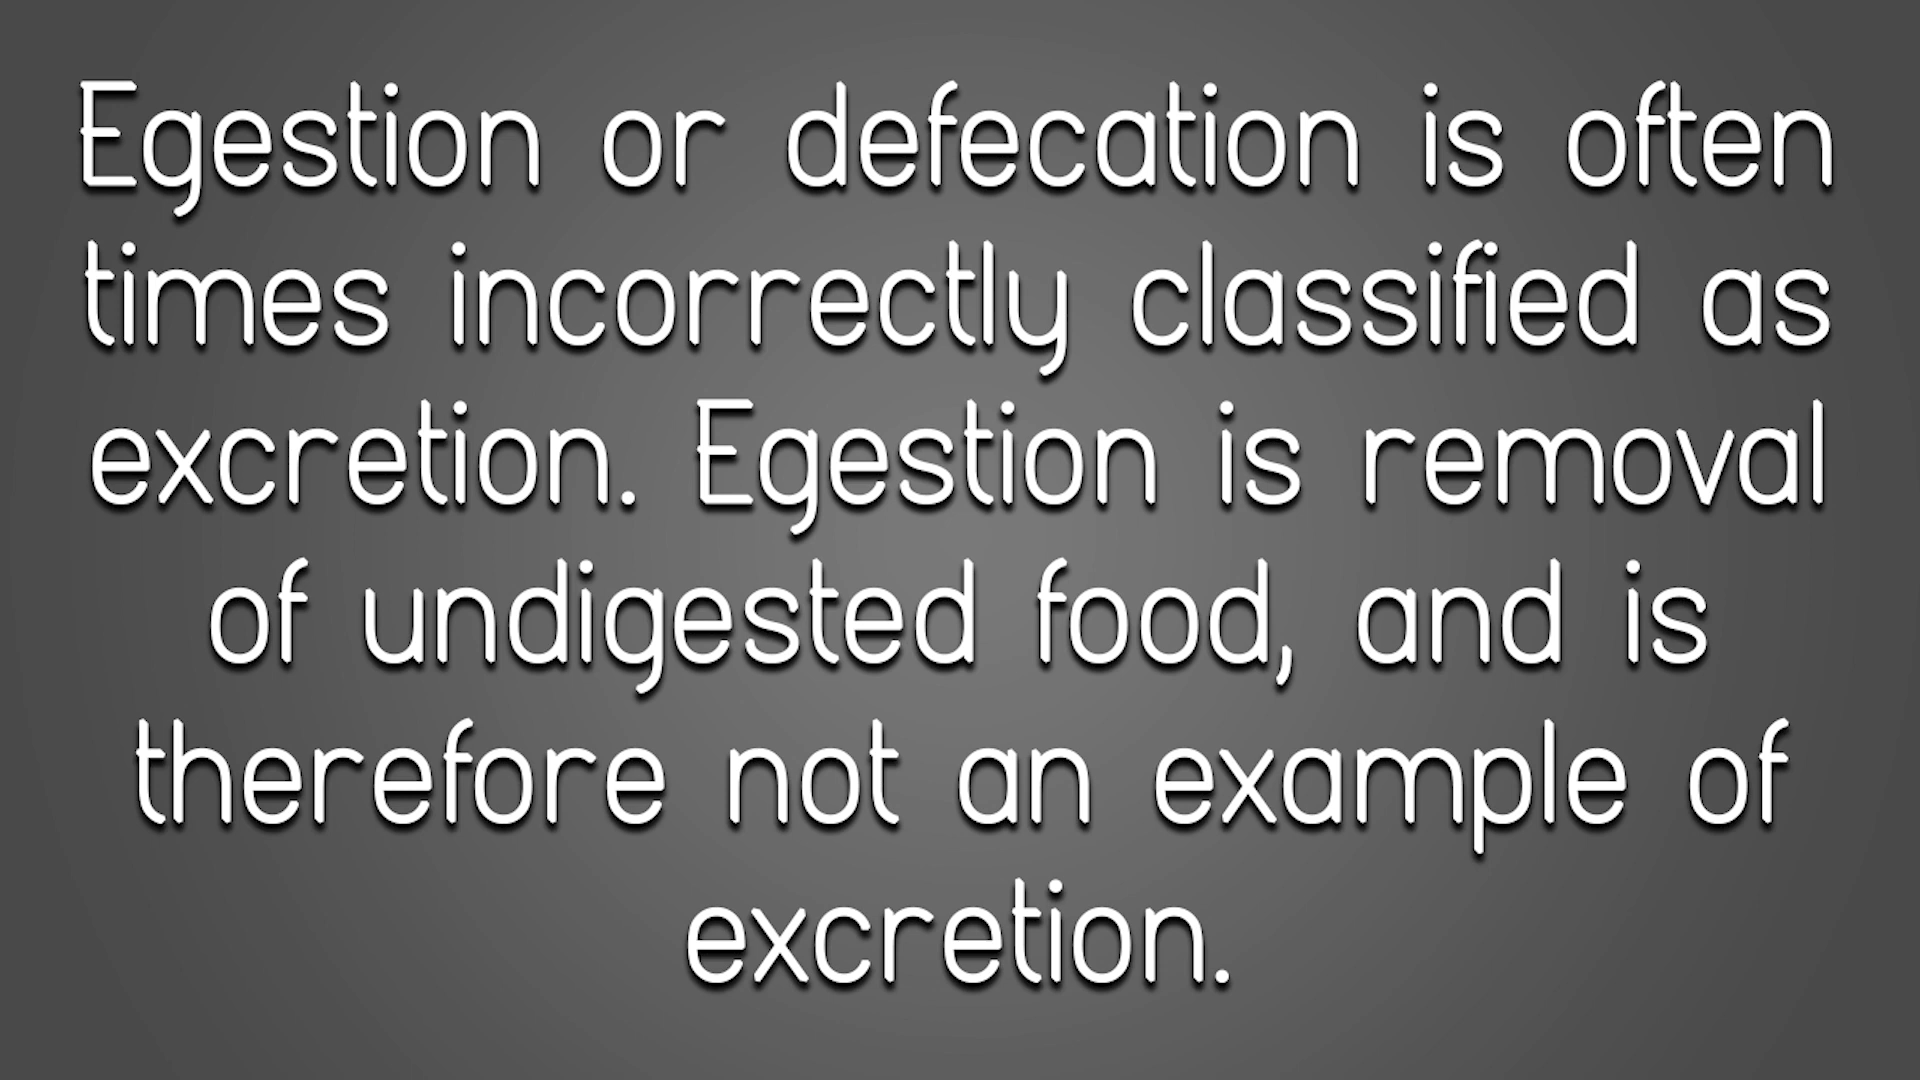 Egestion or defecation is often
times incorrectly classified as
excretion. Egestion is removal
of undigested food, and is
therefore not an example of
excretion.